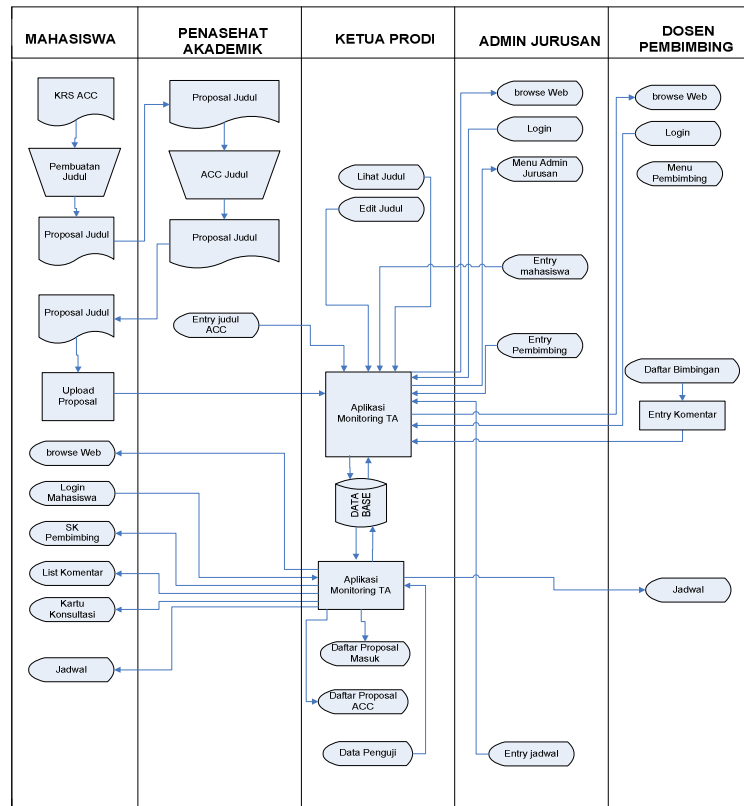 MAHASISWA
PENASEHAT
AKADEMIK
KETUA PRODI
ADMIN JURUSAN
DOSEN
PEMBIMBING
KRS ACC
Pembuatan
Judul
Proposal Judul
Proposal Judul
Upload
Proposal
browse Web
Login
Mahasiswa
SK
Pembimbing
List Komentar
Kartu
Konsultasi
Jadwal
Proposal Judul
ACC Judul
Proposal Judul
Entry judul
ACC
Lihat Judul
Edit Judul
Aplikasi
Monitoring TA
DATA
BASE
Aplikasi
Monitoring TA
Daftar Proposal
Masuk
Daftar Proposal
ACC
Data Penguji
browse Web
Login
Menu Admin
Jurusan
Entry
mahasiswa
Entry
Pembimbing
Entry jadwal
browse Web
Login
Menu
Pembimbing
Daftar Bimbingan
Entry Komentar
Jadwal